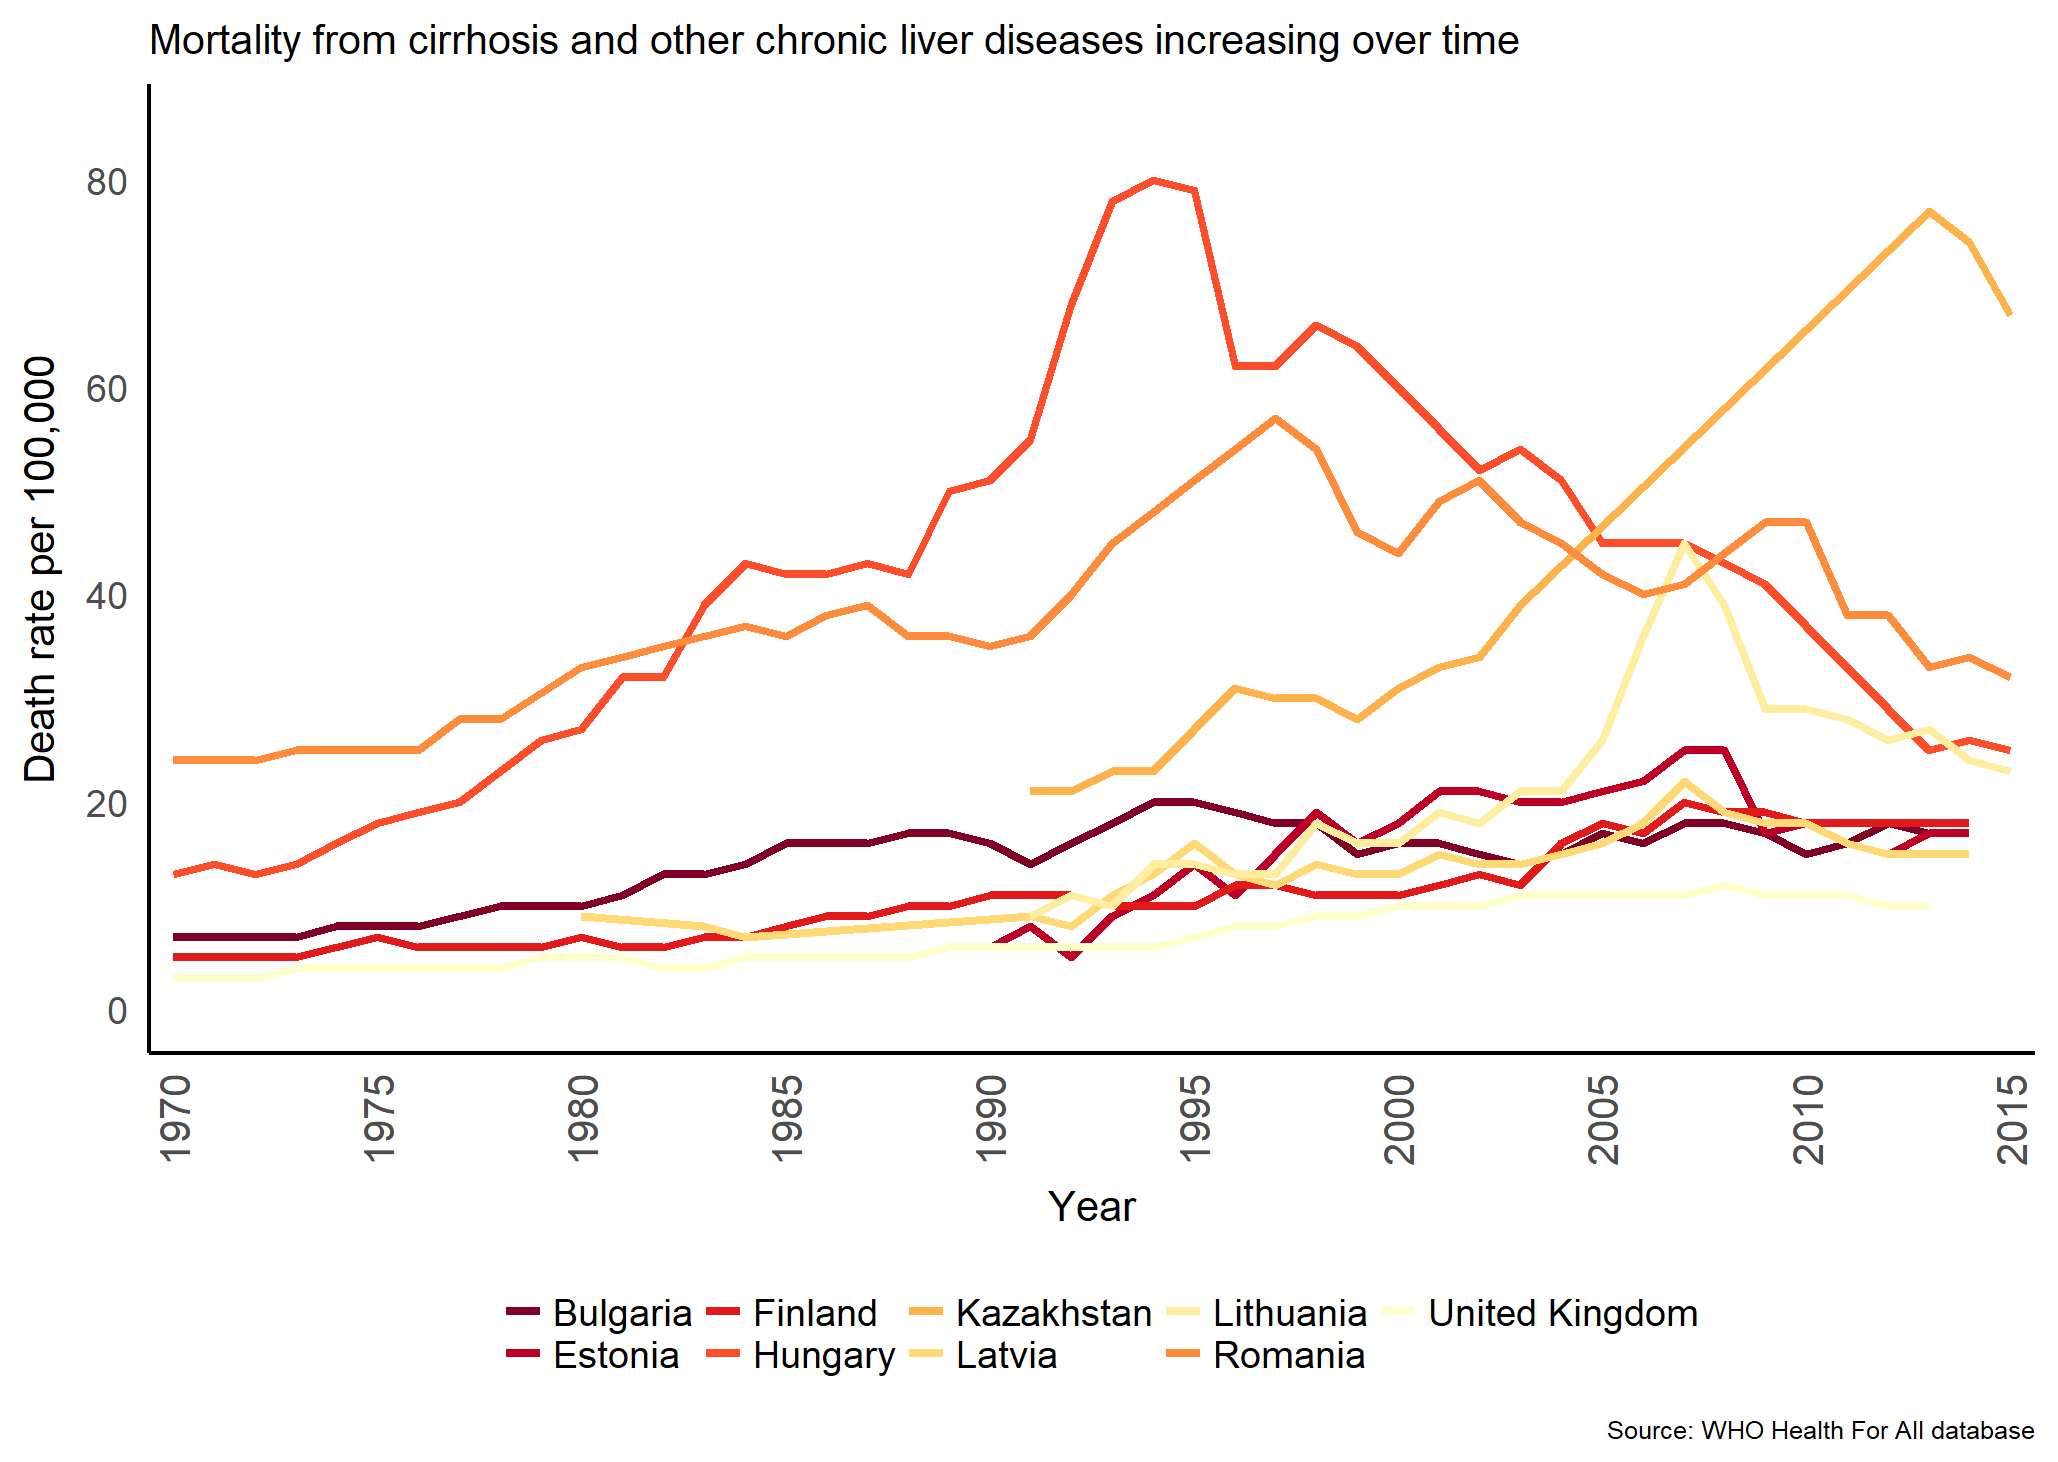 Mortality from cirrhosis and other chronic liver diseases increasing over time
Death rate per 100,000
80
60
40
20
0
1970 1975 1980 1985 1990 1995 2000 2005 2010 2015
Year
Bulgaria Finland Kazakhstan Lithuania United Kingdom
Estonia Hungary Latvia Romania
Source: WHO Health For All database